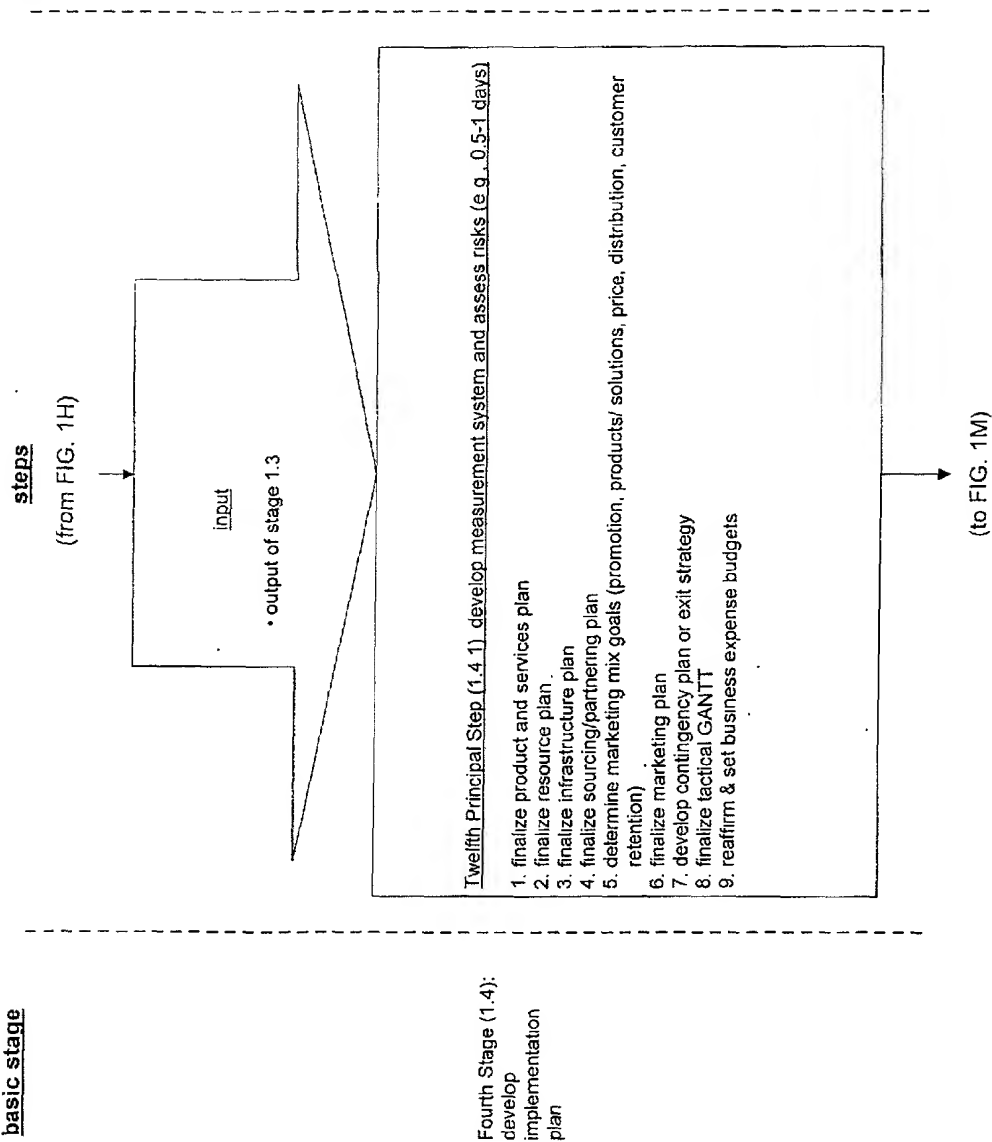 basic stage
steps
(from FIG. 1H)
input
• output of stage 1.3
Fourth Stage (1.4):
develop
implementation
plan
Twelfth Principal Step (1.4 1) develop measurement system and assess risks (e g , 0.5-1 days)
1. finalize product and services plan
2. finalize resource plan
3. finalize infrastructure plan
4. finalize sourcing/partnering plan
5. determine marketing mix goals (promotion, products/ solutions, price, distribution, customer
retention)
6. finalize marketing plan
7. develop contingency plan or exit strategy
8. finalize tactical GANTT
9. reaffirm & set business expense budgets
(to FIG. 1M)